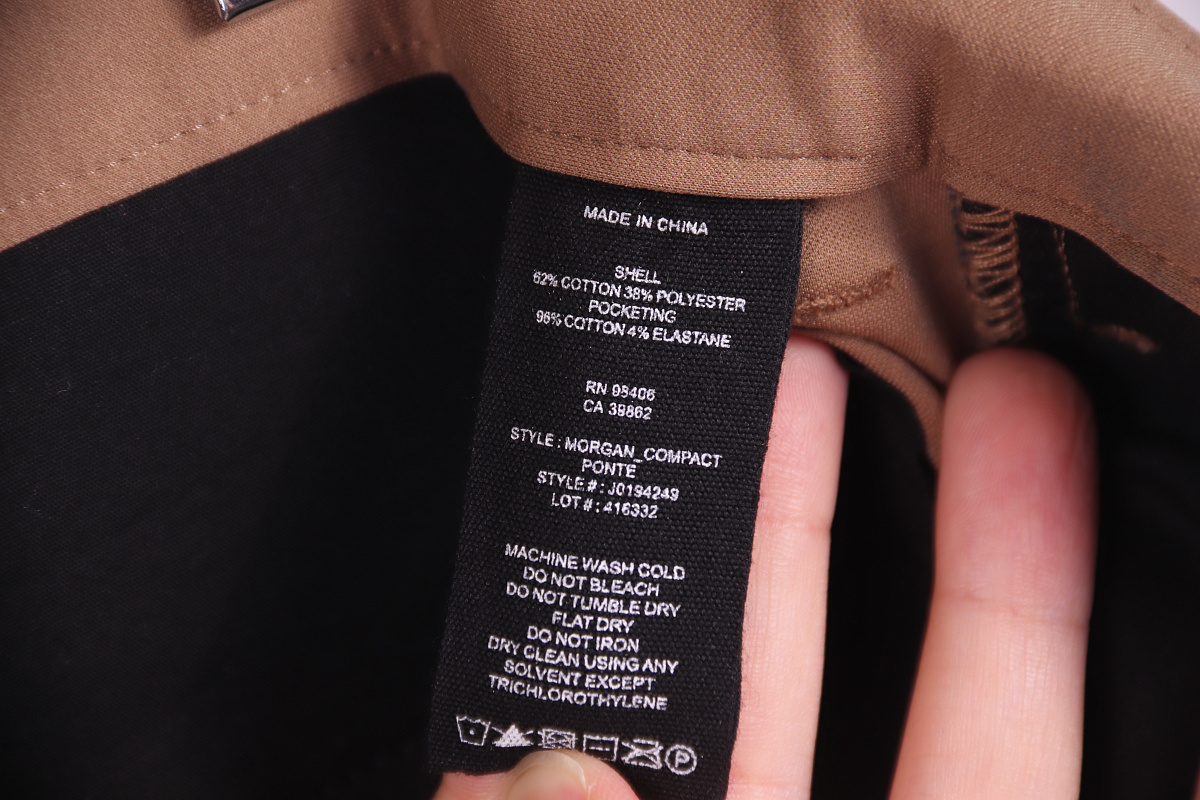 MADE IN CHINA
SHELL
62% COTTON 38% POLYESTER
POCKETING
96% COTTON 4% ELASTANE
RN 98406
CA 38862
STYLE : MORGAN_COMPACT
PONTE
STYLE # : J0194249
LOT # : 416332
MACHINE WASH COLD
DO NOT BLEACH
DO NOT TUMBLE DRY
FLAT DRY
DO NOT IRON
DRY CLEAN USING ANY
SOLVENT EXCEPT
TRICHLOROTHYLENE
P